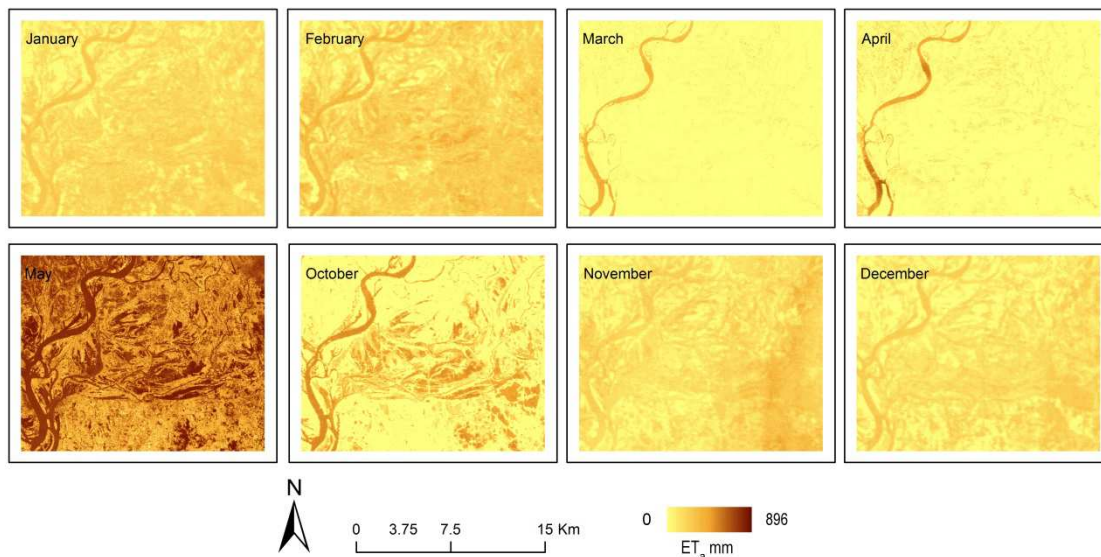 January
February
March
April
May
October
November
December
N
0 3.75 7.5 15 Km
0 896
ETa mm